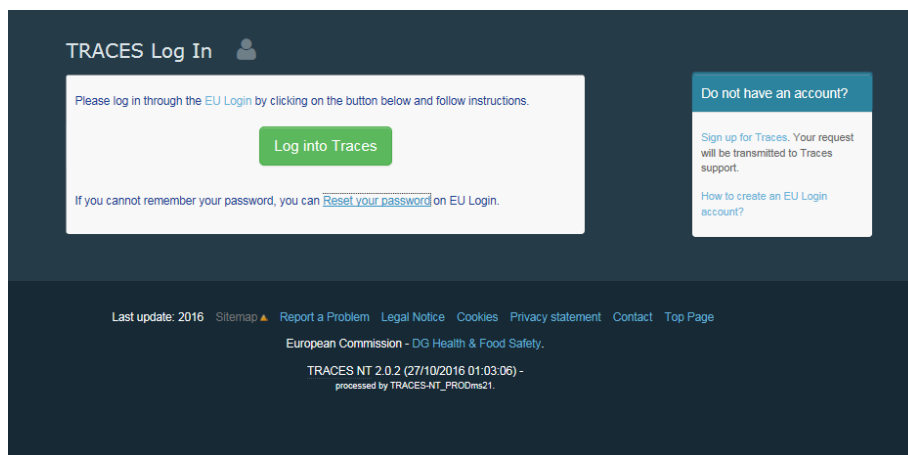 TRACES Log In
Please log in through the EU Login by clicking on the button below and follow instructions.
Log into Traces
If you cannot remember your password, you can Reset your password on EU Login.
Do not have an account?
Sign up for Traces. Your request
will be transmitted to Traces
support.
How to create an EU Login
account?
Last update: 2016 Sitemap Report a Problem Legal Notice Cookies Privacy statement Contact Top Page
European Commission - DG Health & Food Safety.
TRACES NT 2.0.2 (27/10/2016 01:03:06) -
processed by TRACES-NT_PRODms21.